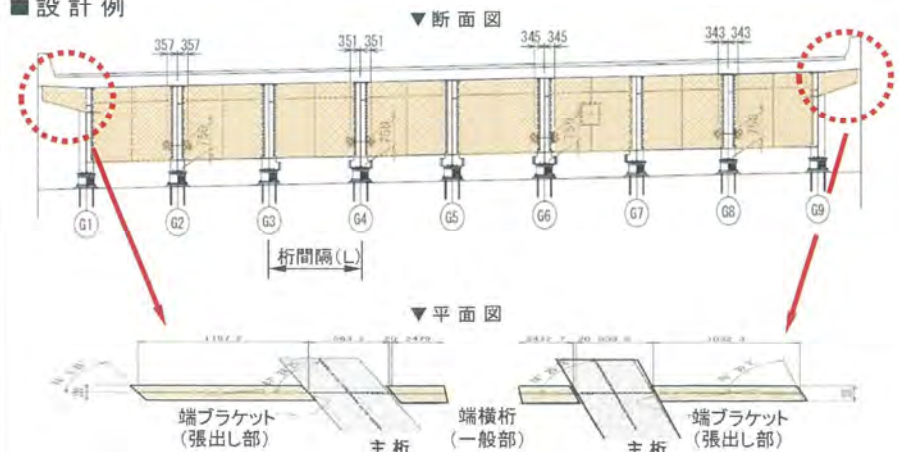 ■設計例
▼断面図
357 357
351 351
345 345
343 343
750
750
750
G1
G2
G3
G4
G5
G6
G7
G8
G9
桁間隔(L)
▼平面図
端ブラケット
(張出し部)
主桁
端横桁
(一般部)
主桁
端ブラケット
(張出し部)